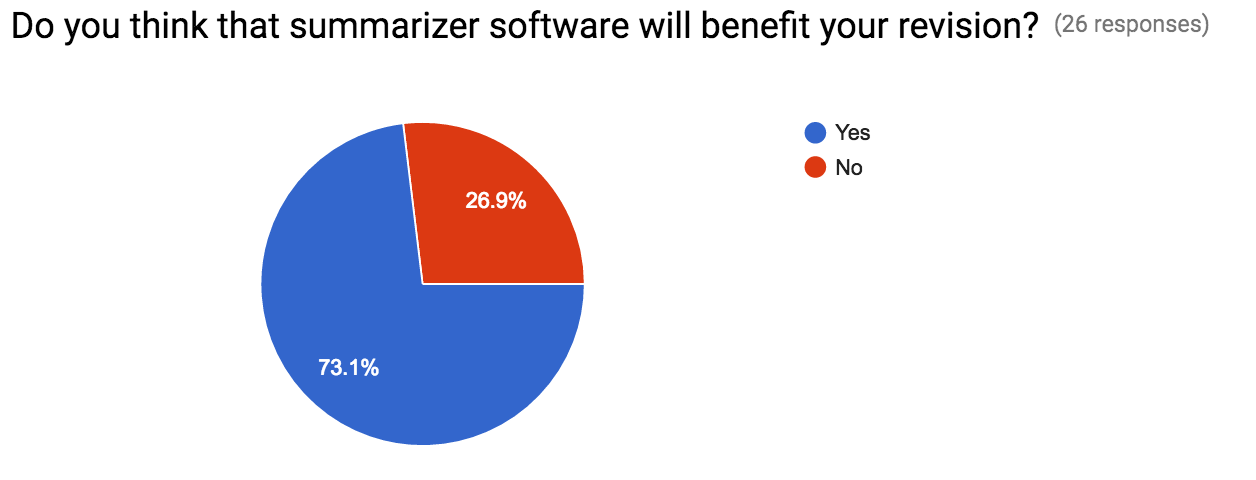 Do you think that summarizer software will benefit your revision? (26 responses)
Yes
No
26.9%
73.1%